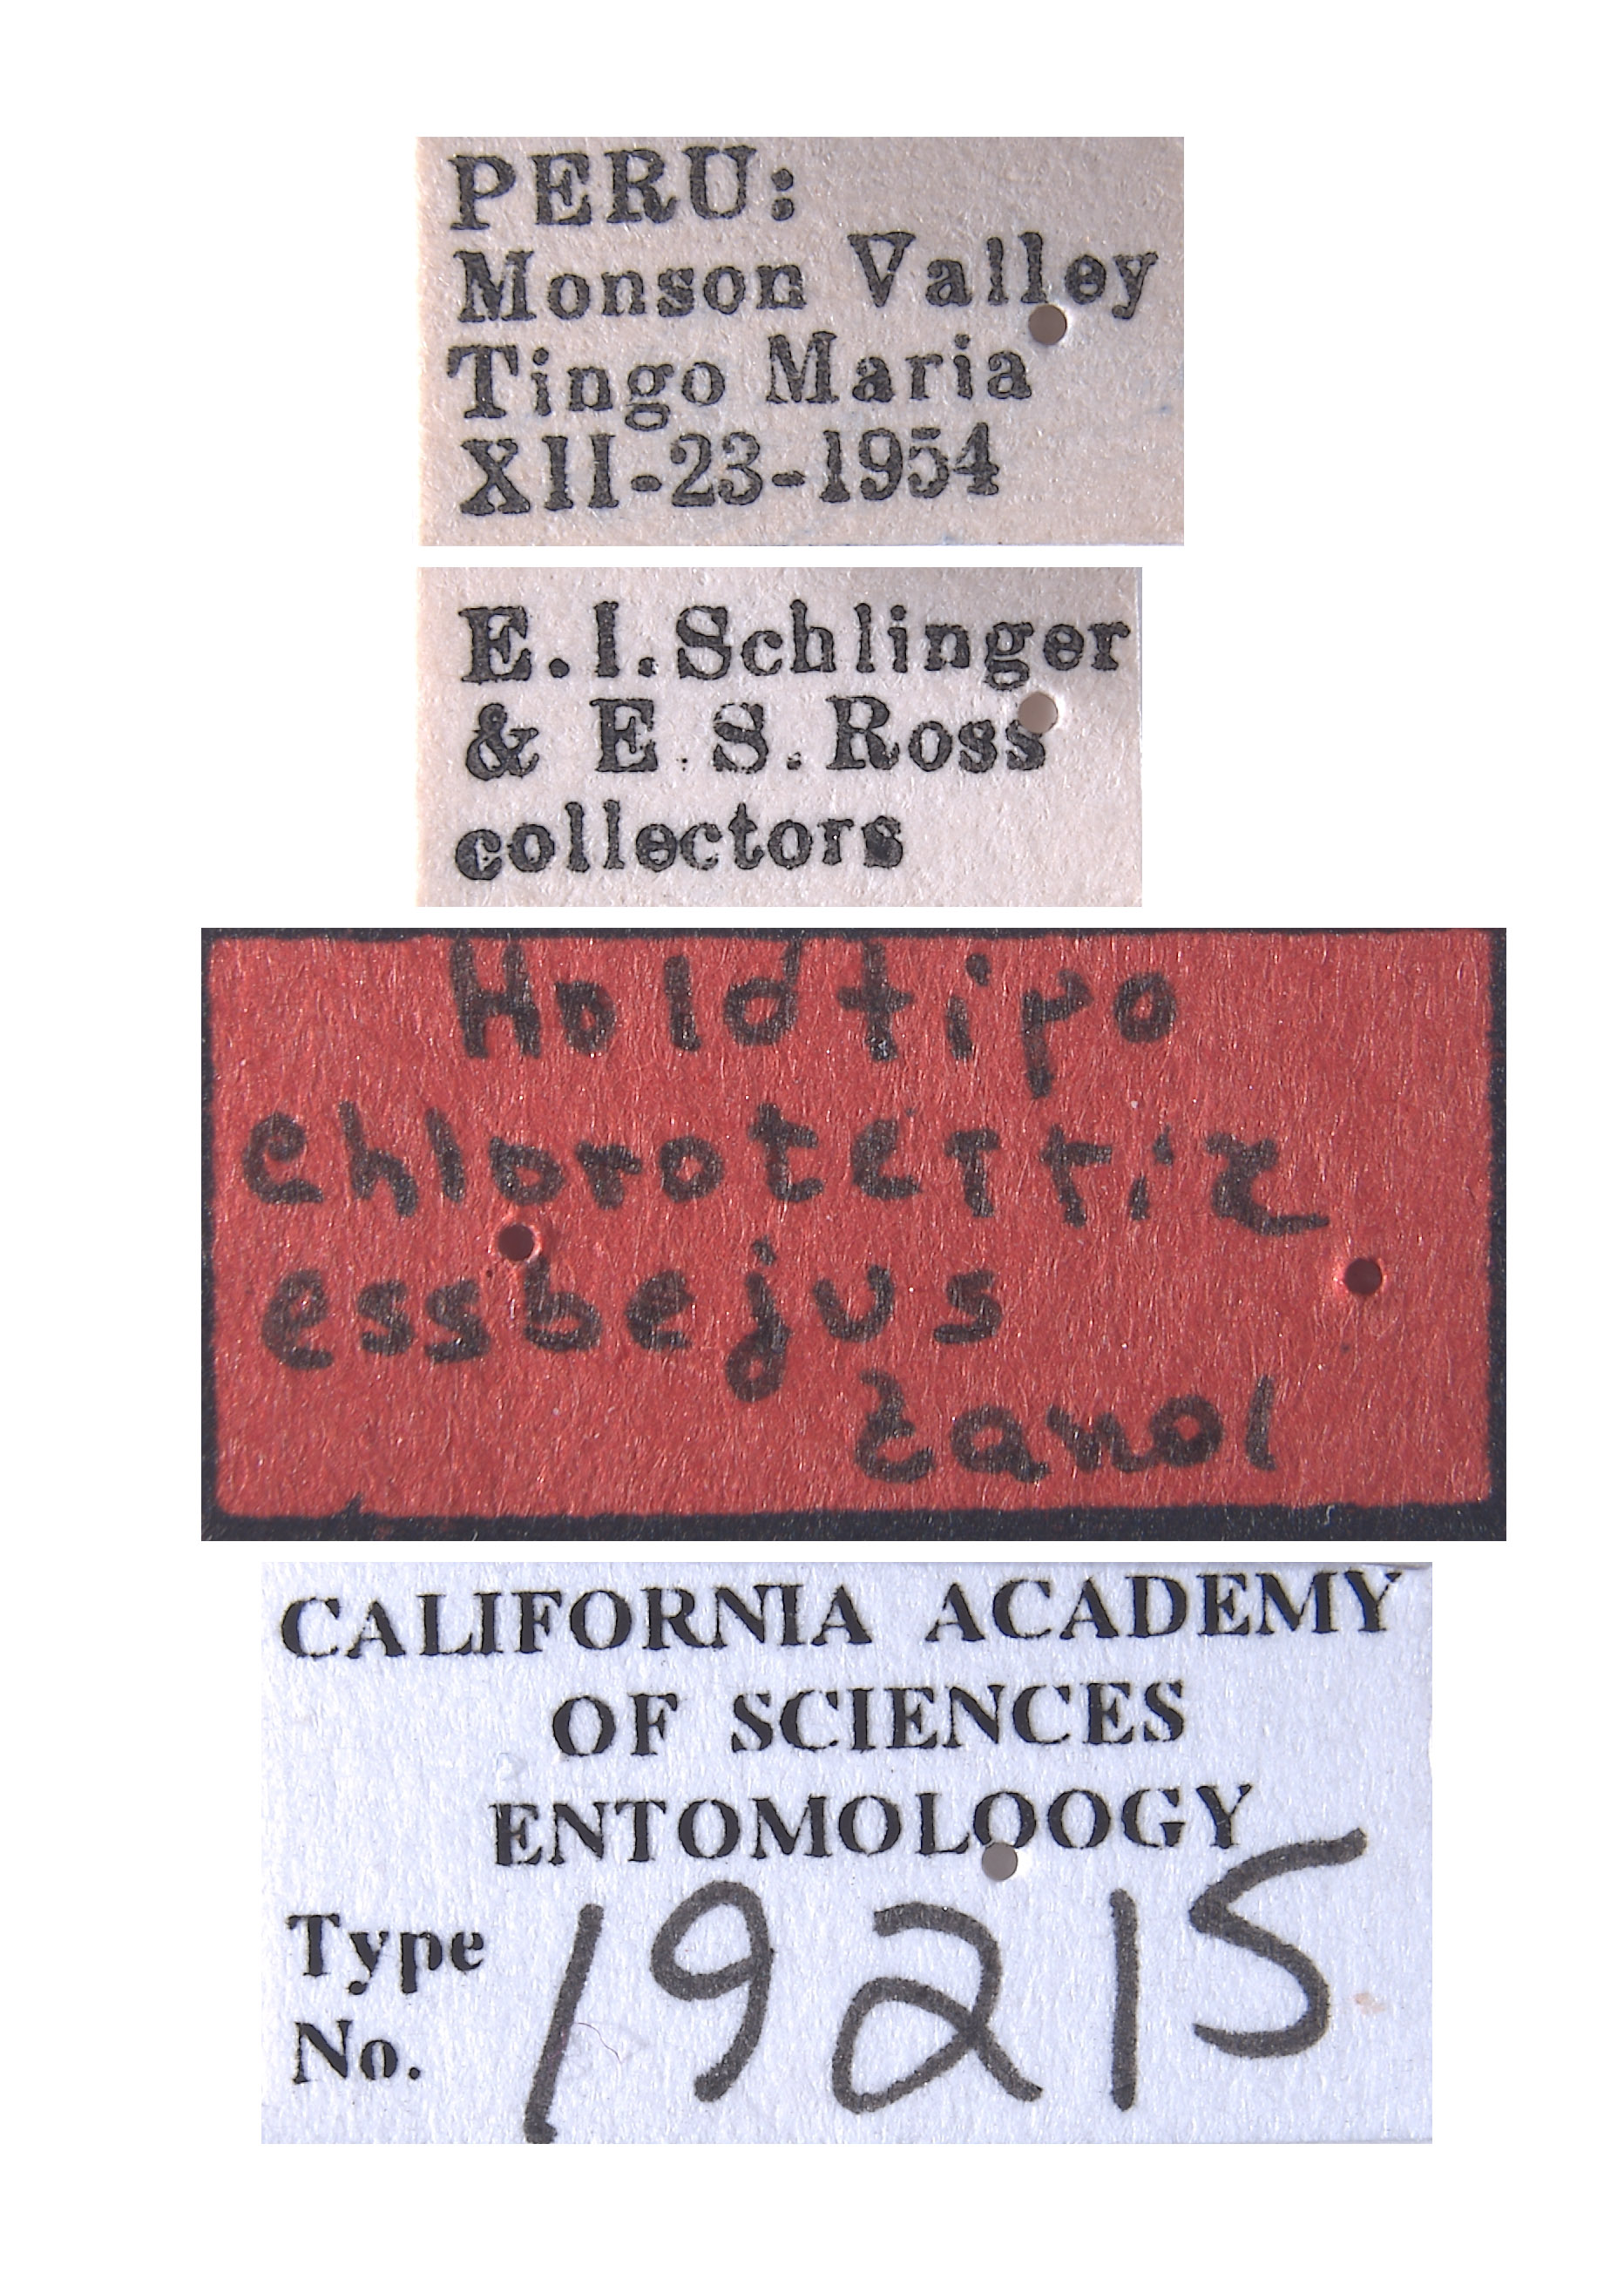 PERU:
Monson Valley
Tingo Maria
XII-23-1954
E.I.Schlinger
& E.S.Ross
collectors
Holótipo
Chlorotettix
essbejus
Zanol
CALIFORNIA ACADEMY
OF SCIENCES
ENTOMOLOOGY
Type
No. 19215